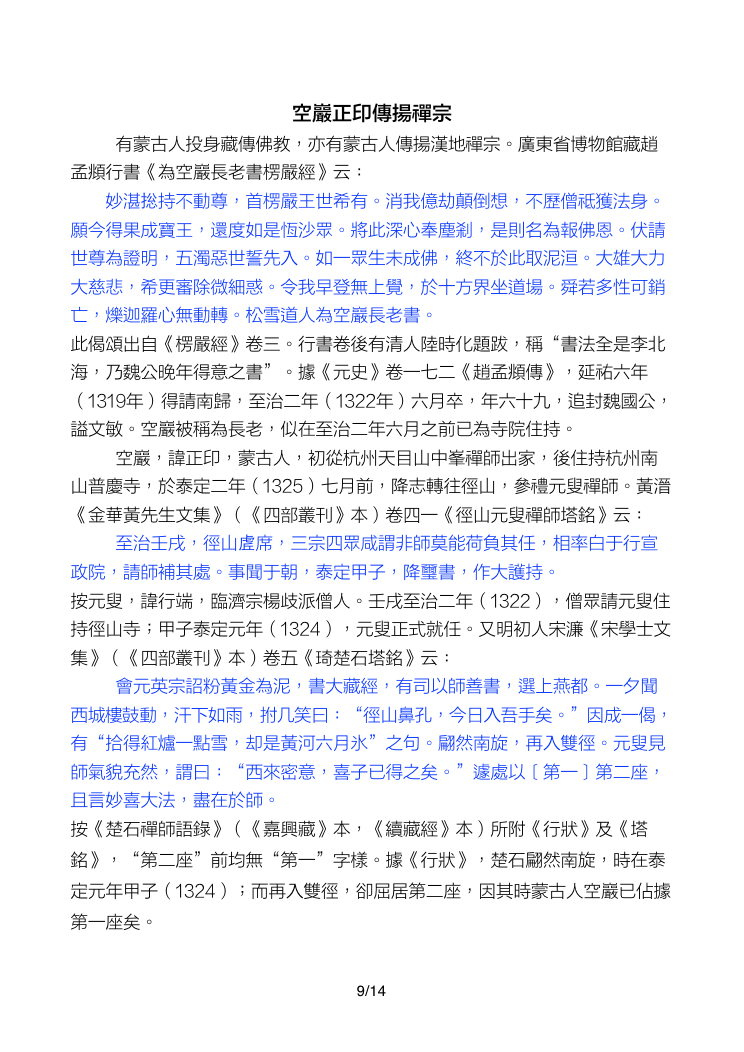 空巖正印傳揚禪宗
有蒙古人投身藏傳佛教，亦有蒙古人傳揚漢地禪宗。廣東省博物館藏趙
孟頫行書《為空巖長老書楞嚴經》云：
妙湛捴持不動尊，首楞嚴王世希有。消我億劫顛倒想，不歷僧祗獲法身。
願今得果成寶王，還度如是恆沙眾。將此深心奉塵剎，是則名為報佛恩。伏請
世尊為證明，五濁惡世誓先入。如一眾生未成佛，終不於此取泥洹。大雄大力
大慈悲，希更審除微細惑。令我早登無上覺，於十方界坐道場。舜若多性可銷
亡，爍迦羅心無動轉。松雪道人為空巖長老書。
此偈頌出自《楞嚴經》卷三。行書卷後有清人陸時化題跋，稱“書法全是李北
海，乃魏公晚年得意之書”。據《元史》卷一七二《趙孟頫傳》，延祐六年
（1319年）得請南歸，至治二年（1322年）六月卒，年六十九，追封魏國公，
謚文敏。空巖被稱為長老，似在至治二年六月之前已為寺院住持。
空巖，諱正印，蒙古人，初從杭州天目山中峯禪師出家，後住持杭州南
山普慶寺，於泰定二年（1325）七月前，降志轉往徑山，參禮元叟禪師。黃溍
《金華黃先生文集》（《四部叢刊》本）卷四一《徑山元叟禪師塔銘》云：
至治壬戌，徑山虗席，三宗四眾咸謂非師莫能荷負其任，相率白于行宣
政院，請師補其處。事聞于朝，泰定甲子，降璽書，作大護持。
按元叟，諱行端，臨濟宗楊歧派僧人。壬戌至治二年（1322），僧眾請元叟住
持徑山寺；甲子泰定元年（1324），元叟正式就任。又明初人宋濂《宋學士文
集》（《四部叢刊》本）卷五《琦楚石塔銘》云：
會元英宗詔粉黃金為泥，書大藏經，有司以師善書，選上燕都。一夕聞
西城樓鼓動，汗下如雨，拊几笑曰：“徑山鼻孔，今日入吾手矣。”因成一偈，
有“拾得紅爐一點雪，却是黃河六月氷”之句。翩然南旋，再入雙徑。元叟見
師氣貌充然，謂曰：“西來密意，喜子已得之矣。”遽處以［第一］第二座，
且言妙喜大法，盡在於師。
按《楚石禪師語錄》（《嘉興藏》本，《續藏經》本）所附《行狀》及《塔
銘》，“第二座”前均無“第一”字樣。據《行狀》，楚石翩然南旋，時在泰
定元年甲子（1324）；而再入雙徑，卻屈居第二座，因其時蒙古人空巖已佔據
第一座矣。
9/14